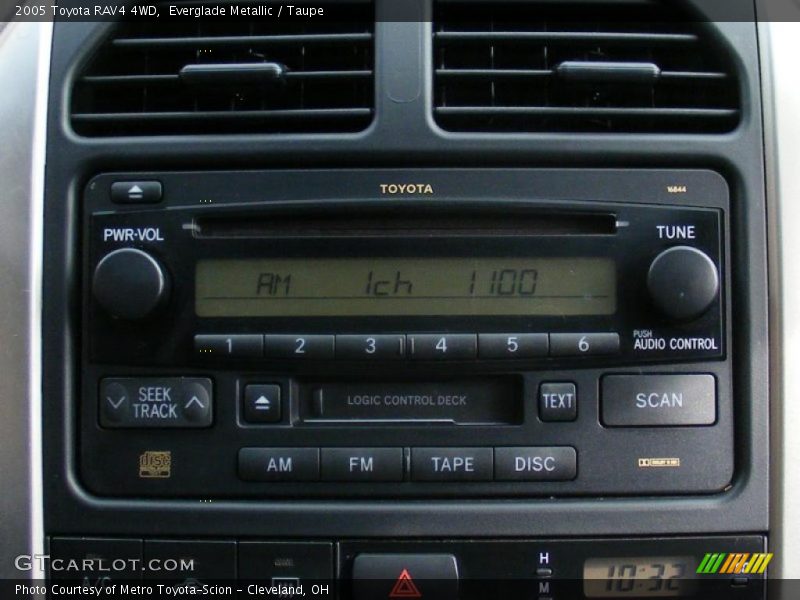 2005 Toyota RAV4 4WD, Everglade Metallic / Taupe
TOYOTA
16844
PWR·VOL
TUNE
AM 1ch 1100
1 2 3 4 5 6
PUSH
AUDIO CONTROL
SEEK
TRACK
LOGIC CONTROL DECK
TEXT
SCAN
AM FM TAPE DISC
disc
H
10:32
M
GTCARLOT.COM
Photo Courtesy of Metro Toyota-Scion - Cleveland, OH